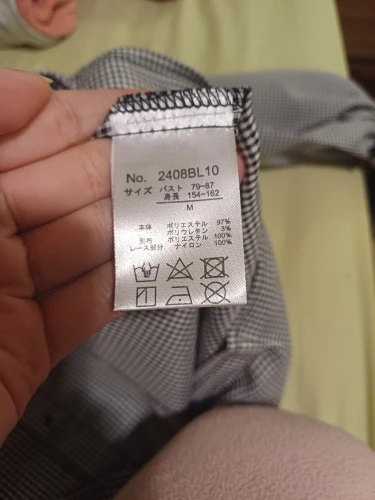 No. 2408BL10
サイズ バスト 79~87
身長 154~162
M
本体 ポリエステル 97%
ポリウレタン 3%
別布 ポリエステル 100%
レース部分 ナイロン 100%